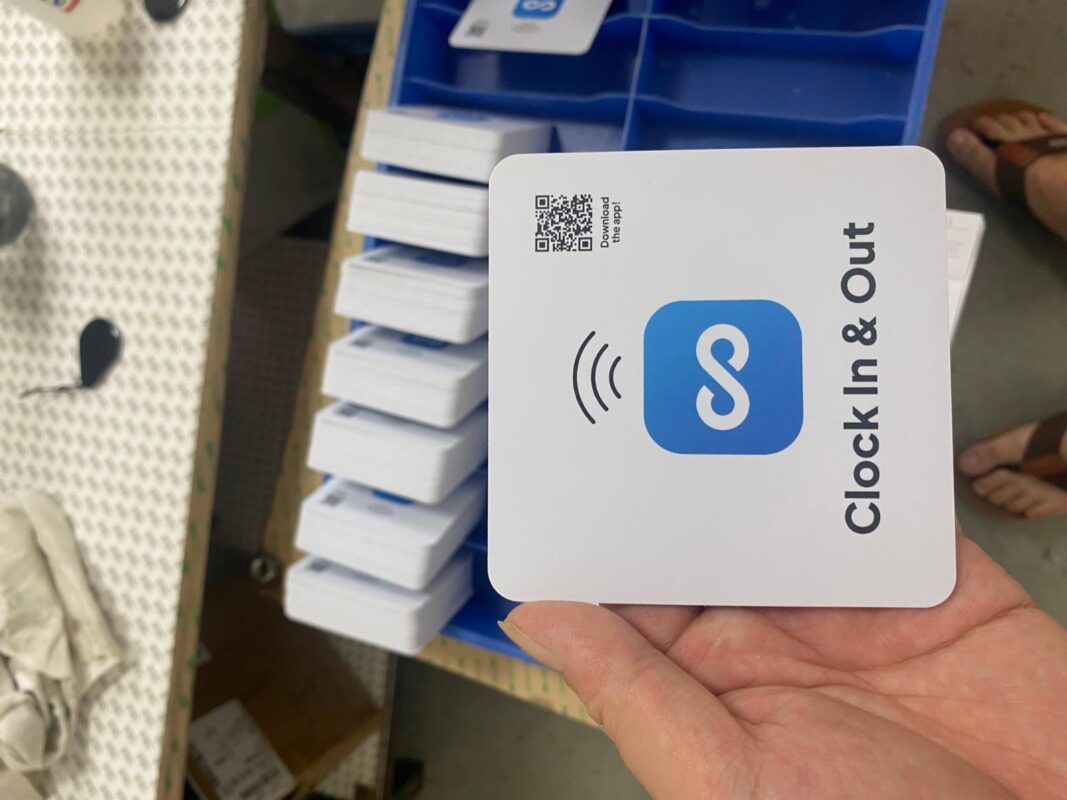 Download
the app!
Clock In & Out